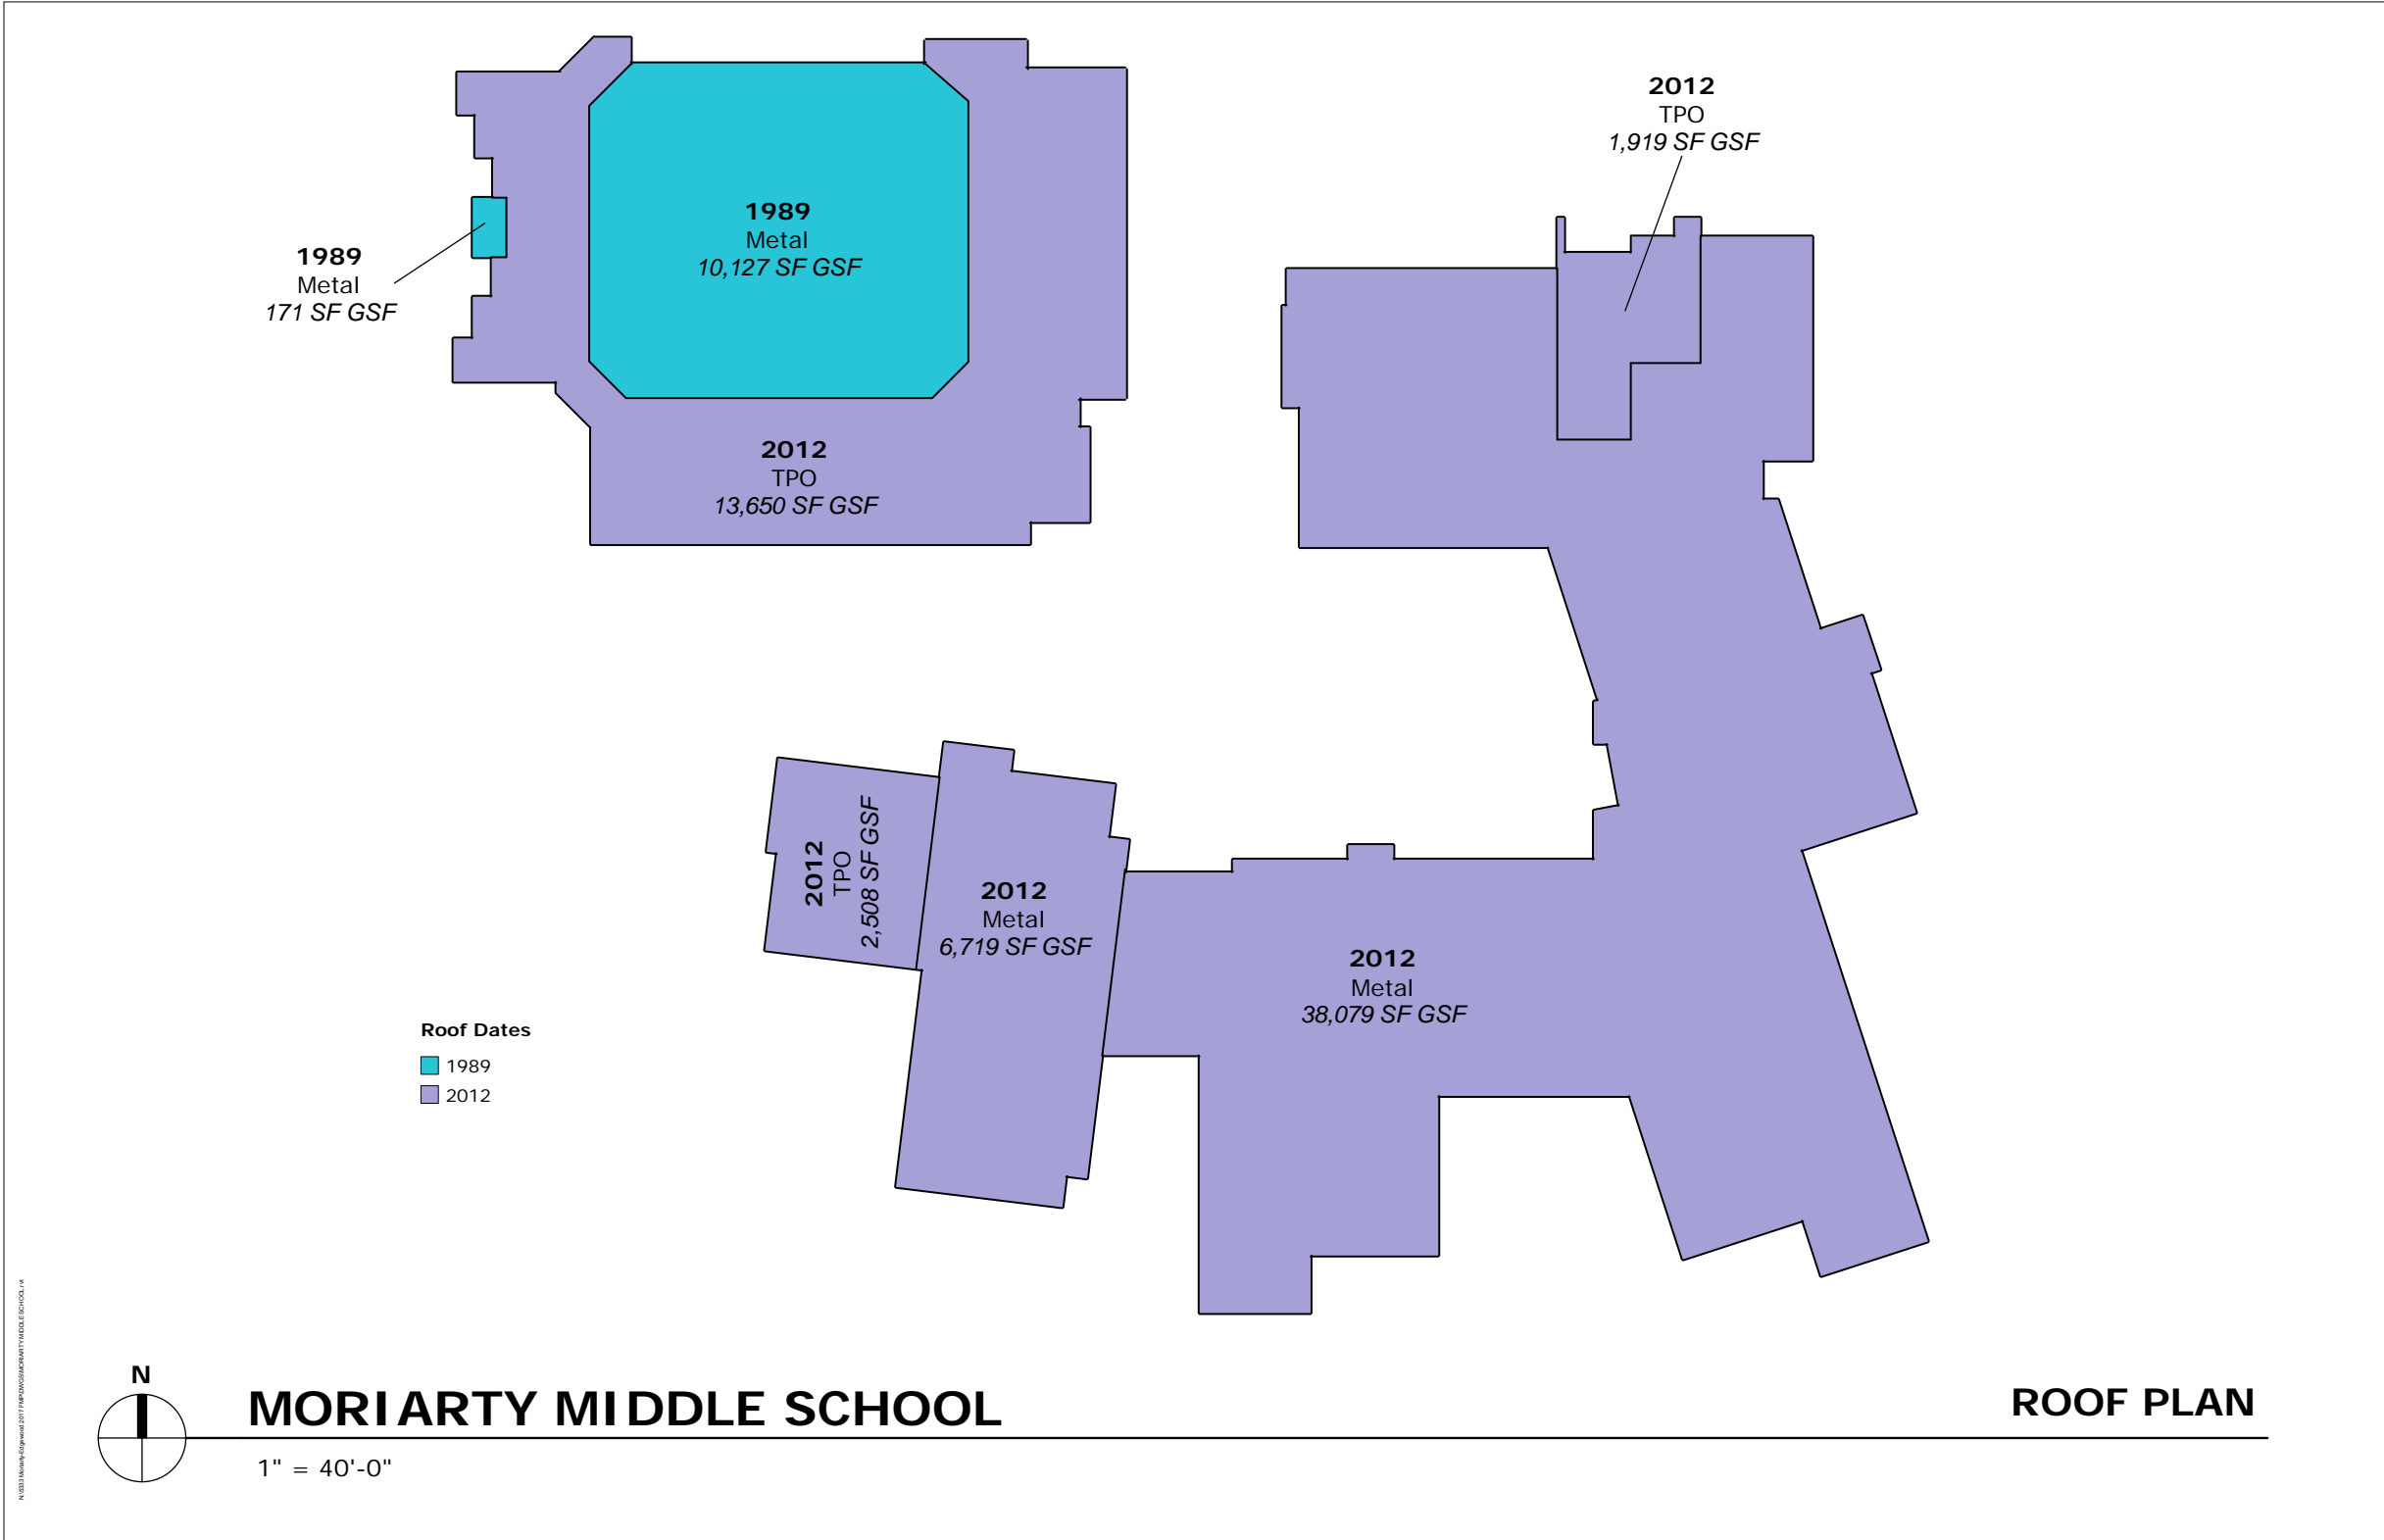 2012
TPO
1,919 SF GSF
1989
Metal
10,127 SF GSF
1989
Metal
171 SF GSF
2012
TPO
13,650 SF GSF
2012
TPO
2,508 SF GSF
2012
Metal
6,719 SF GSF
2012
Metal
38,079 SF GSF
Roof Dates
1989
2012
N
MORIARTY MIDDLE SCHOOL
ROOF PLAN
1" = 40'-0"